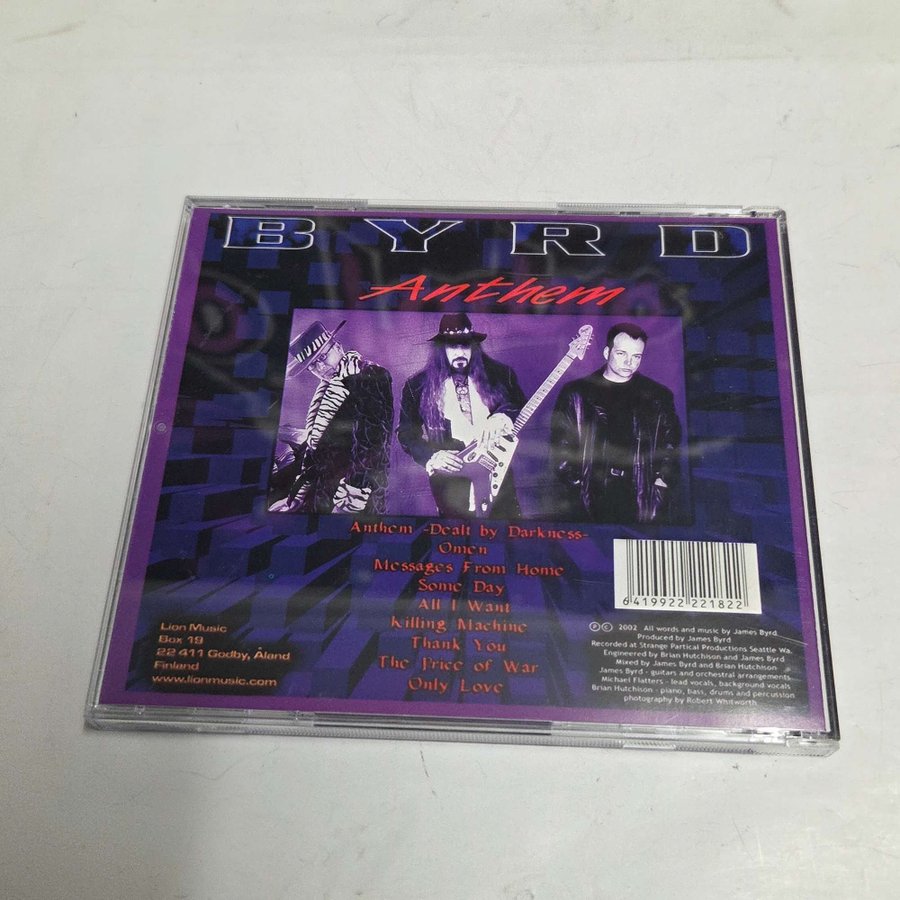 BYRD
Anthem
Anthem -Dealt by Darkness-
Omen
Messages From Home
Some Day
All I Want
Killing Machine
Thank You
The Price of War
Only Love
Lion Music
Box 19
22 411 Godby, Åland
Finland
www.lionmusic.com
6 419922 221822
Ⓟ © 2002 All words and music by James Byrd
Produced by James Byrd
Recorded at Strange Partical Productions Seattle Wa.
Engineered by Brian Hutchison and James Byrd
Mixed by James Byrd and Brian Hutchison
James Byrd - guitars and orchestral arrangements
Michael Flatters - lead vocals, background vocals
Brian Hutchison - piano, bass, drums and percussion
photography by Robert Whitworth